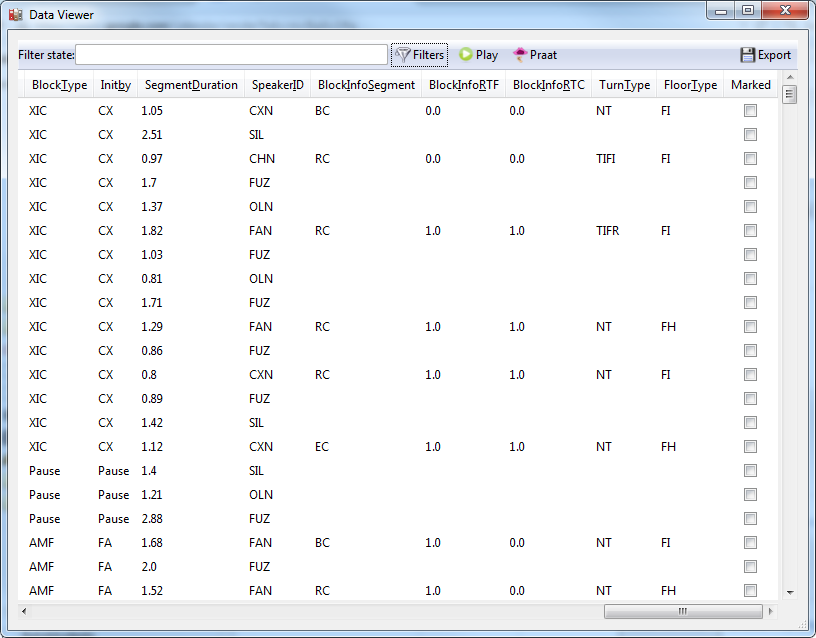 Data Viewer
Filter state: Filters Play Praat Export
BlockType Initby SegmentDuration SpeakerID BlockInfoSegment BlockInfoRTF BlockInfoRTC TurnType FloorType Marked
XIC CX 1.05 CXN BC 0.0 0.0 NT FI
XIC CX 2.51 SIL
XIC CX 0.97 CHN RC 0.0 0.0 TIFI FI
XIC CX 1.7 FUZ
XIC CX 1.37 OLN
XIC CX 1.82 FAN RC 1.0 1.0 TIFR FI
XIC CX 1.03 FUZ
XIC CX 0.81 OLN
XIC CX 1.71 FUZ
XIC CX 1.29 FAN RC 1.0 1.0 NT FH
XIC CX 0.86 FUZ
XIC CX 0.8 CXN RC 1.0 1.0 NT FI
XIC CX 0.89 FUZ
XIC CX 1.42 SIL
XIC CX 1.12 CXN EC 1.0 1.0 NT FH
Pause Pause 1.4 SIL
Pause Pause 1.21 OLN
Pause Pause 2.88 FUZ
AMF FA 1.68 FAN BC 1.0 0.0 NT FI
AMF FA 2.0 FUZ
AMF FA 1.52 FAN RC 1.0 0.0 NT FH